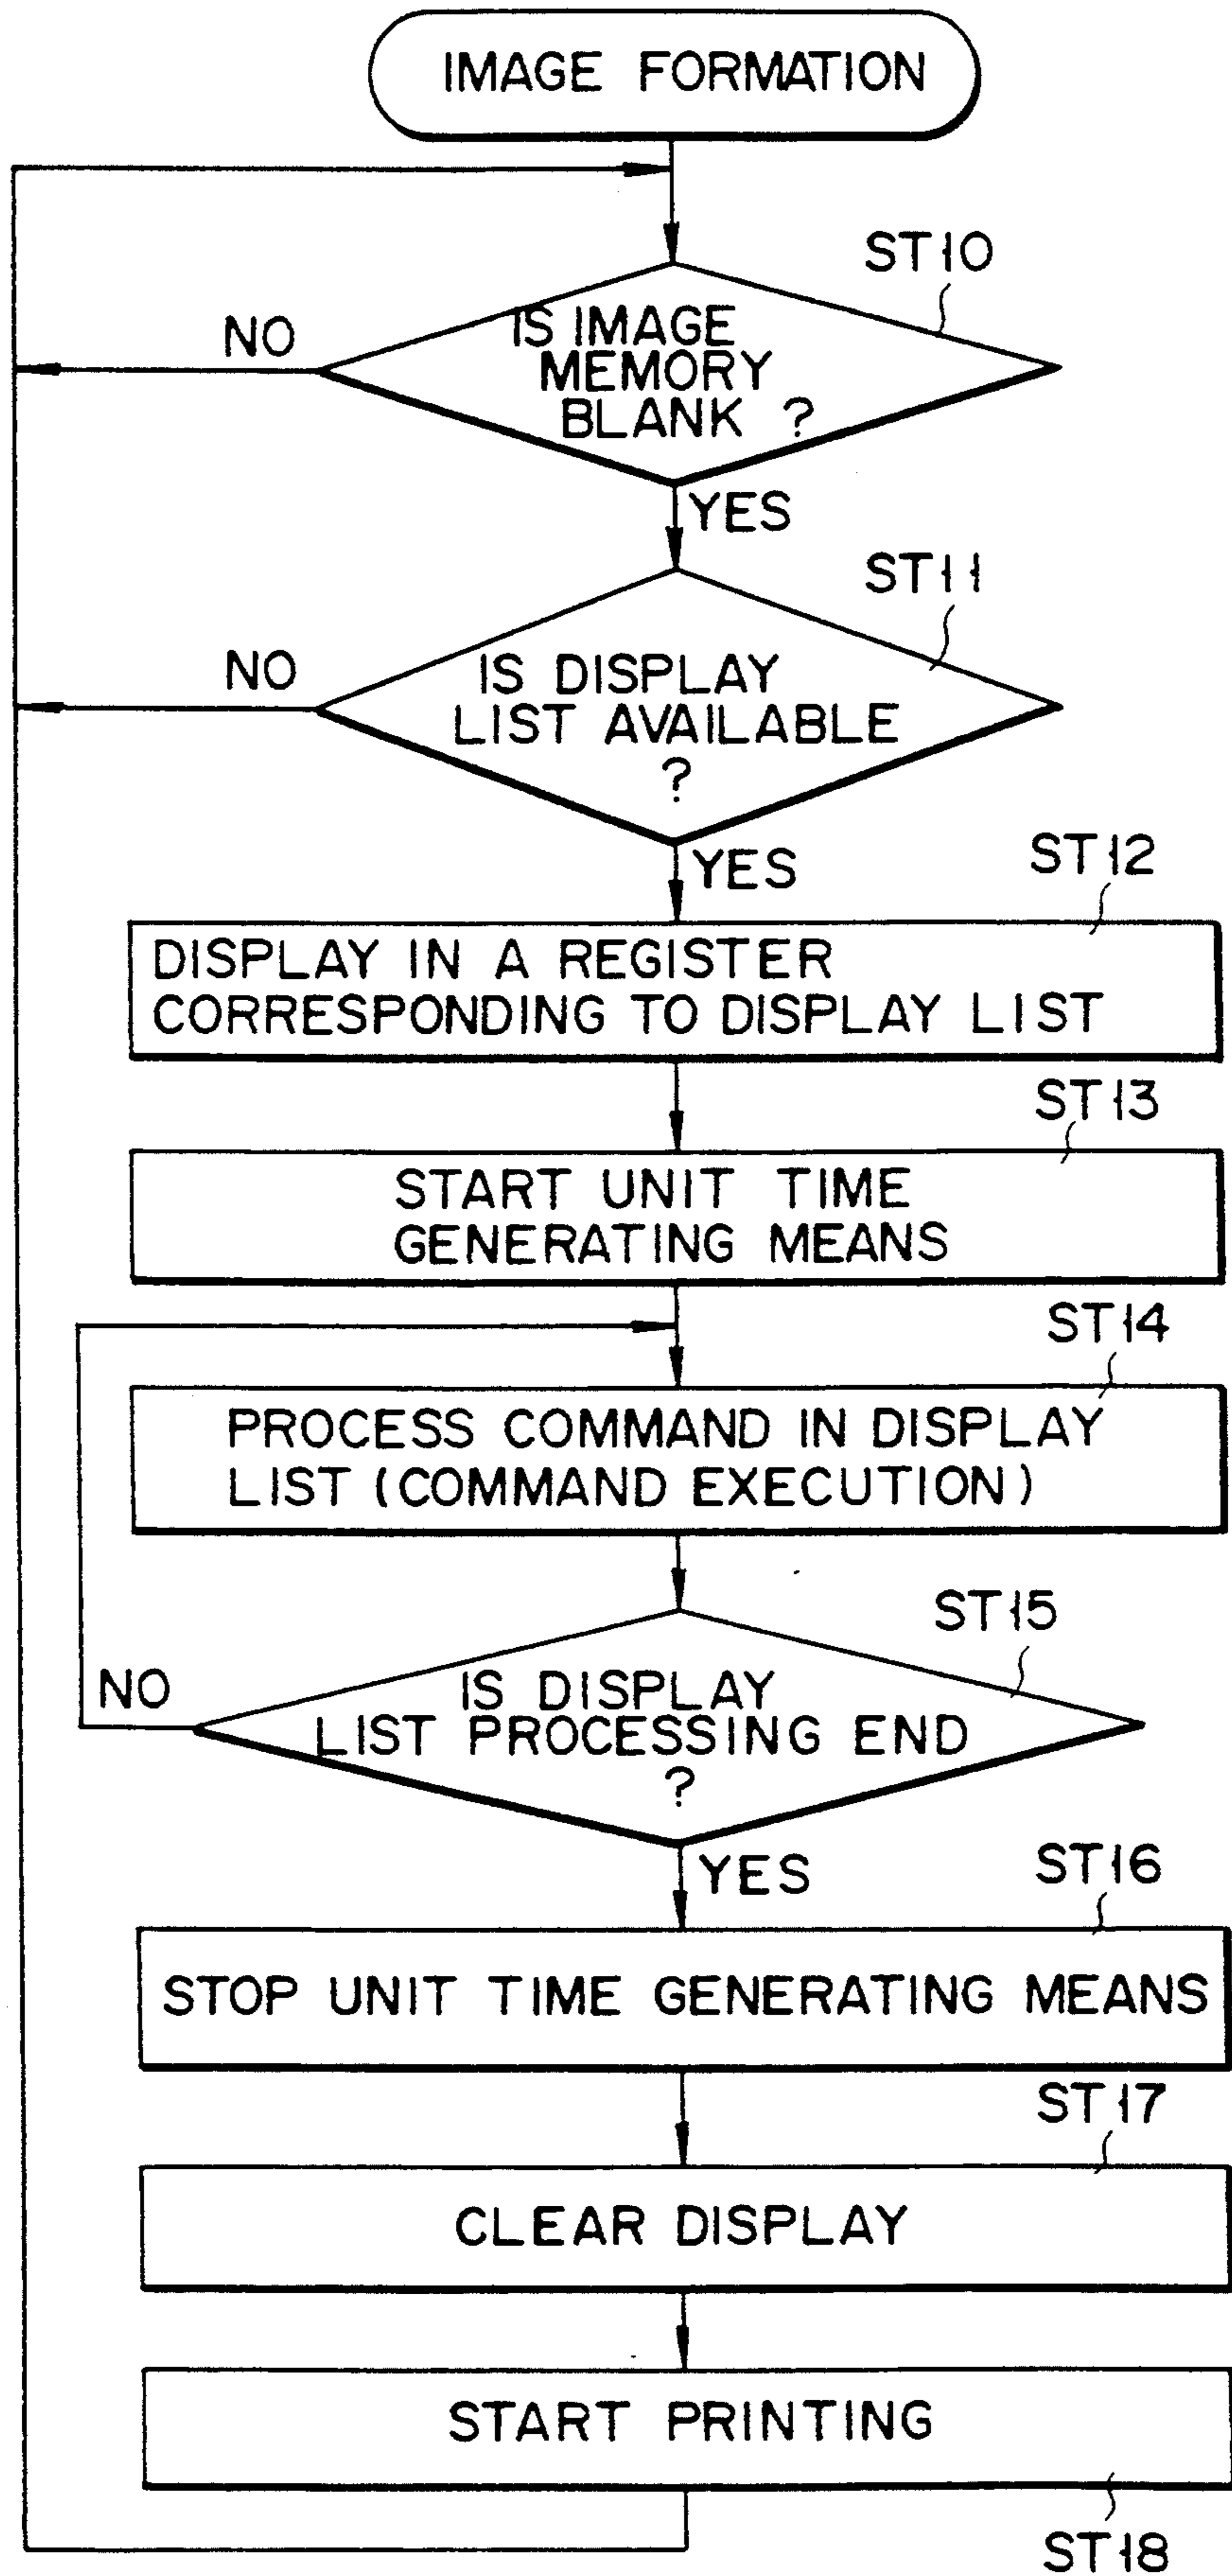 IMAGE FORMATION
ST10
NO
IS IMAGE
MEMORY
BLANK ?
YES
ST11
NO
IS DISPLAY
LIST AVAILABLE
?
YES
ST12
DISPLAY IN A REGISTER
CORRESPONDING TO DISPLAY LIST
ST13
START UNIT TIME
GENERATING MEANS
ST14
PROCESS COMMAND IN DISPLAY
LIST (COMMAND EXECUTION)
ST15
NO
IS DISPLAY
LIST PROCESSING END
?
YES
ST16
STOP UNIT TIME GENERATING MEANS
ST17
CLEAR DISPLAY
START PRINTING
ST18